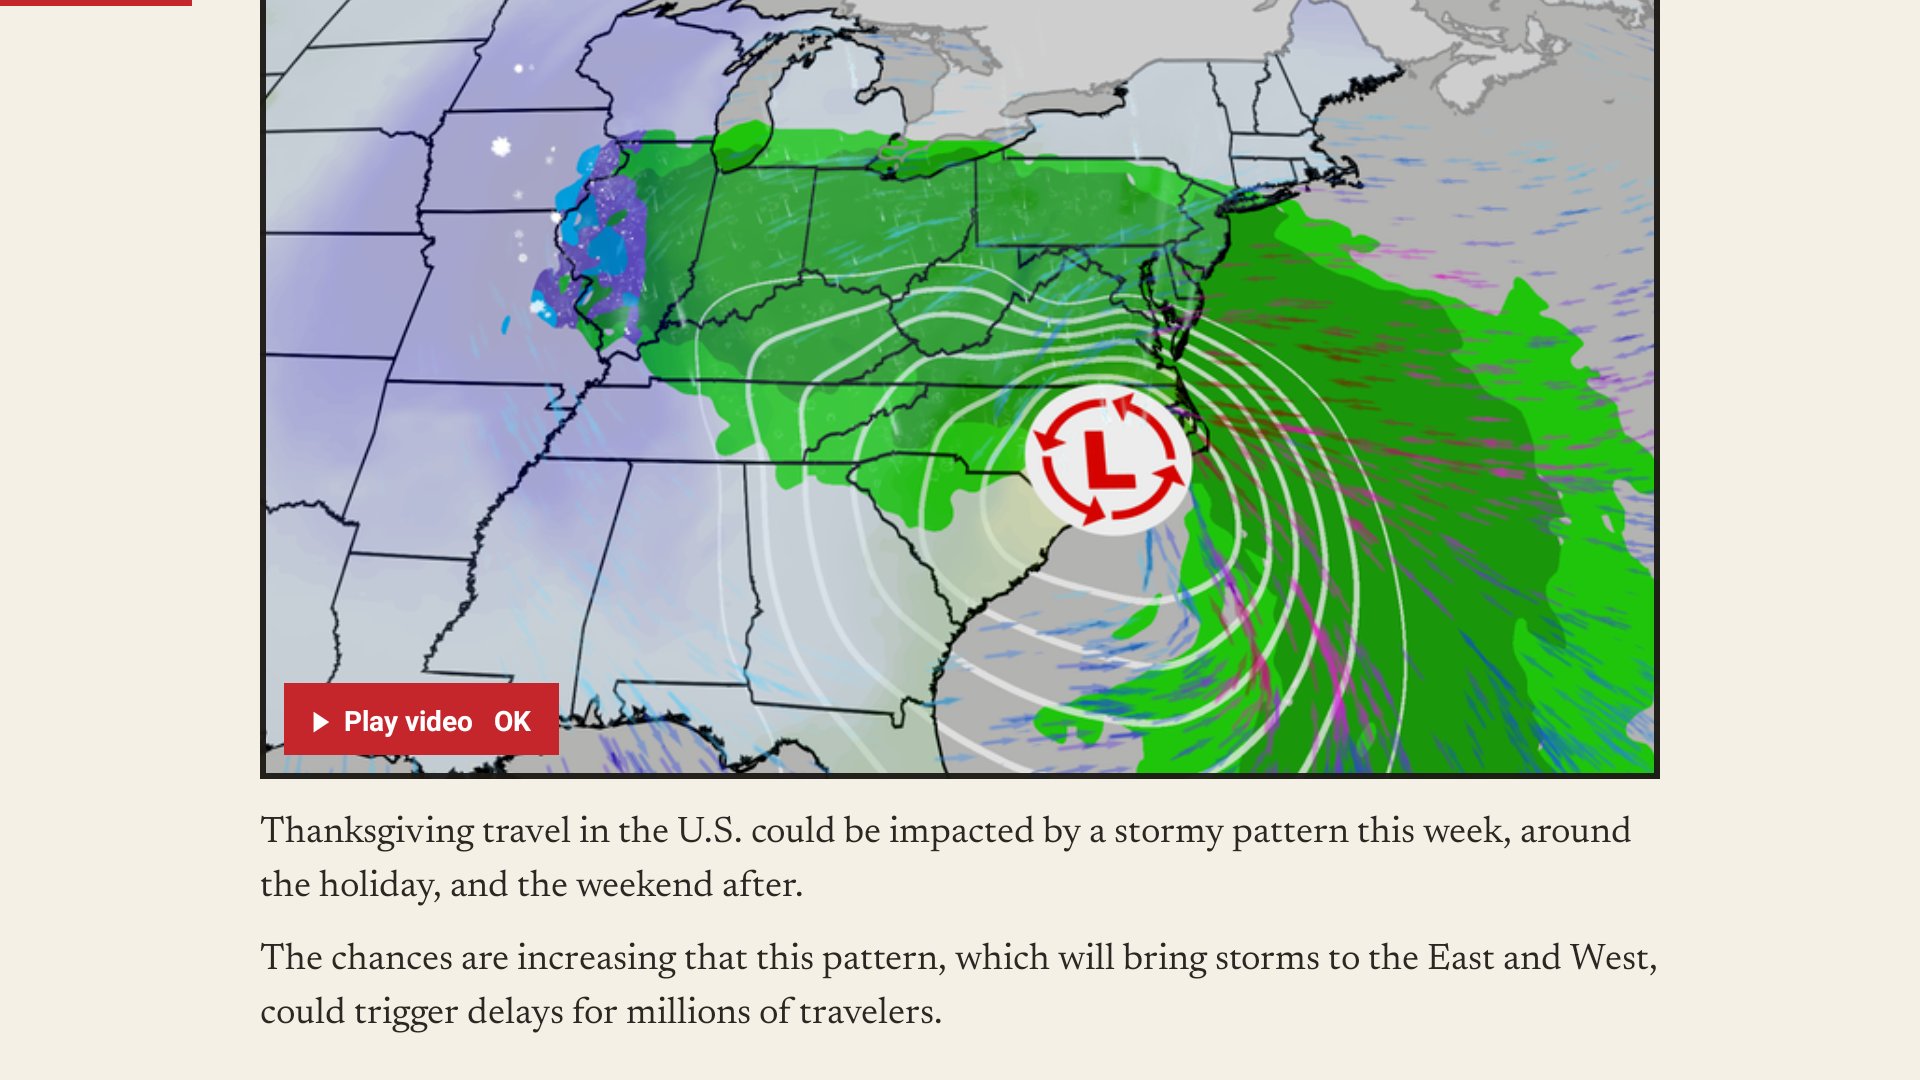 L
Play video OK
Thanksgiving travel in the U.S. could be impacted by a stormy pattern this week, around
the holiday, and the weekend after.
The chances are increasing that this pattern, which will bring storms to the East and West,
could trigger delays for millions of travelers.